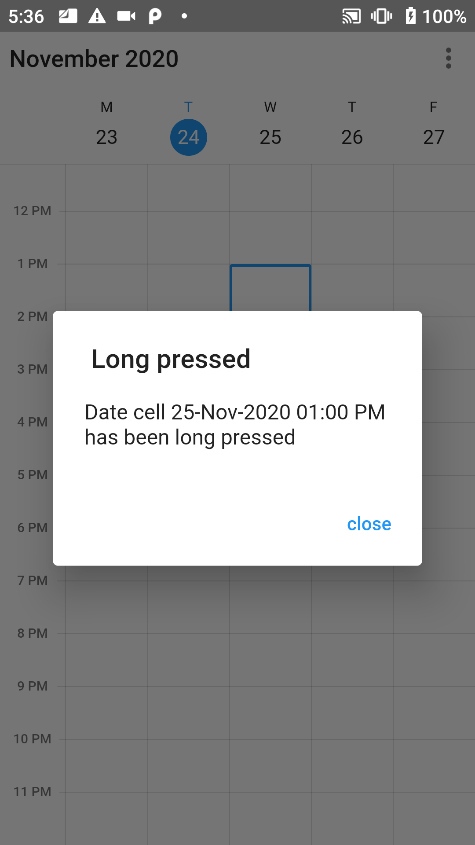 5:36 100%
November 2020
M T W T F
23 24 25 26 27
12 PM
1 PM
2 PM
3 PM
4 PM
5 PM
6 PM
7 PM
8 PM
9 PM
10 PM
11 PM
Long pressed
Date cell 25-Nov-2020 01:00 PM
has been long pressed
close